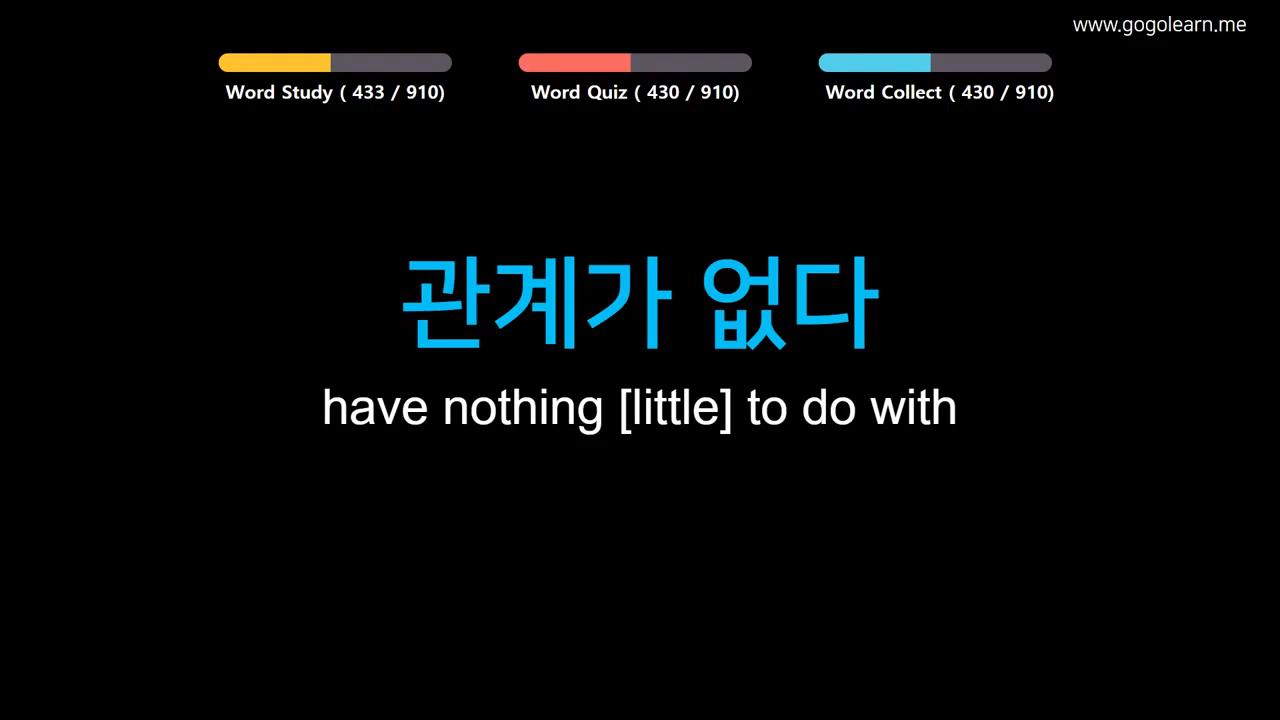 www.gogolearn.me
Word Study ( 433 / 910)
Word Quiz ( 430 / 910)
Word Collect ( 430 / 910)
관계가 없다
have nothing [little] to do with